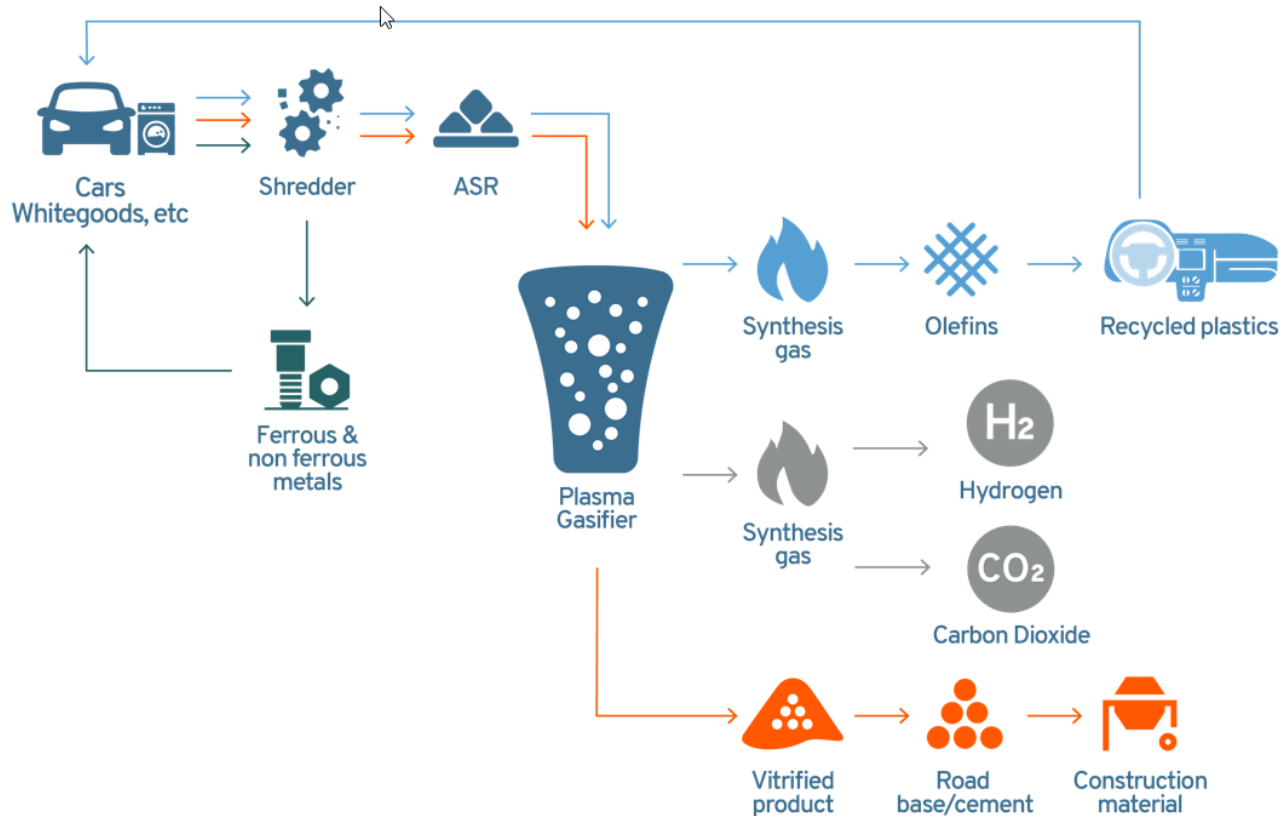 Cars
Whitegoods, etc
Shredder
ASR
Ferrous &
non ferrous
metals
Plasma
Gasifier
Synthesis
gas
Olefins
Recycled plastics
Synthesis
gas
H₂
Hydrogen
CO₂
Carbon Dioxide
Vitrified
product
Road
base/cement
Construction
material